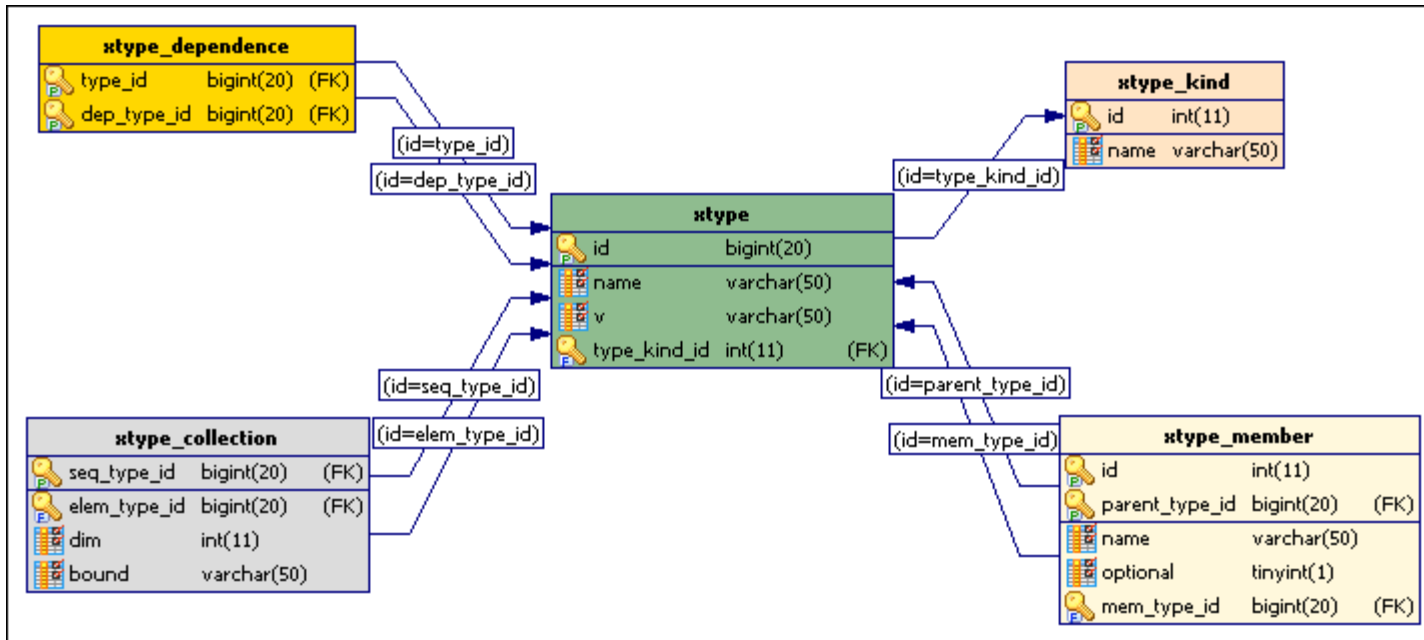 xtype_dependence
type_id bigint(20) (FK)
dep_type_id bigint(20) (FK)
xtype_kind
id int(11)
name varchar(50)
(id=type_id)
(id=dep_type_id)
(id=type_kind_id)
xtype
id bigint(20)
name varchar(50)
v varchar(50)
type_kind_id int(11) (FK)
(id=seq_type_id)
(id=elem_type_id)
(id=parent_type_id)
(id=mem_type_id)
xtype_collection
seq_type_id bigint(20) (FK)
elem_type_id bigint(20) (FK)
dim int(11)
bound varchar(50)
xtype_member
id int(11)
parent_type_id bigint(20) (FK)
name varchar(50)
optional tinyint(1)
mem_type_id bigint(20) (FK)